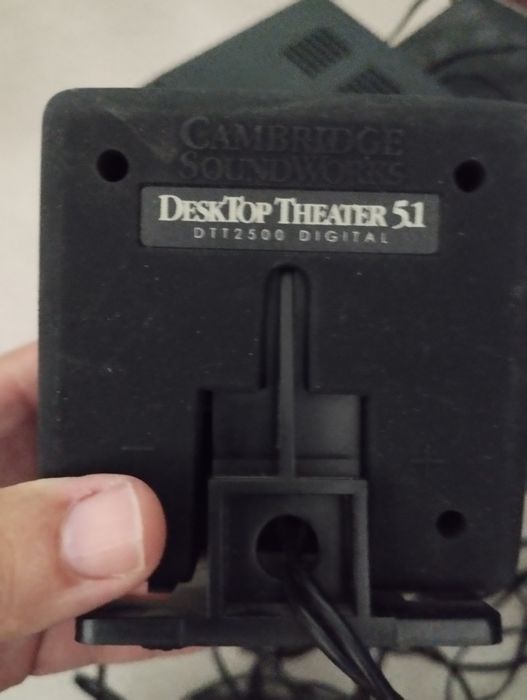 CAMBRIDGE
SOUNDWORKS
DESKTOP THEATER 5.1
DTT2500 DIGITAL
- +